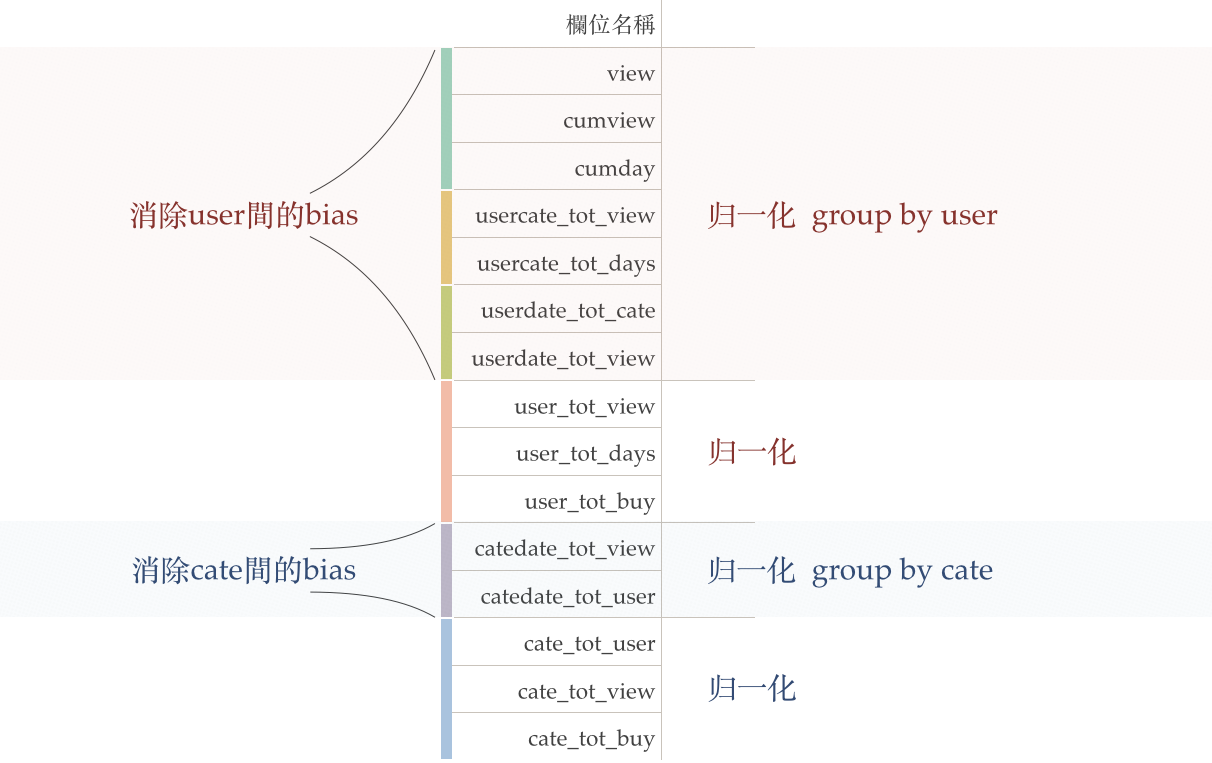 欄位名稱
view
cumview
cumday
消除user間的bias
usercate_tot_view
归一化 group by user
usercate_tot_days
userdate_tot_cate
userdate_tot_view
user_tot_view
user_tot_days
归一化
user_tot_buy
catedate_tot_view
消除cate間的bias
归一化 group by cate
catedate_tot_user
cate_tot_user
cate_tot_view
归一化
cate_tot_buy